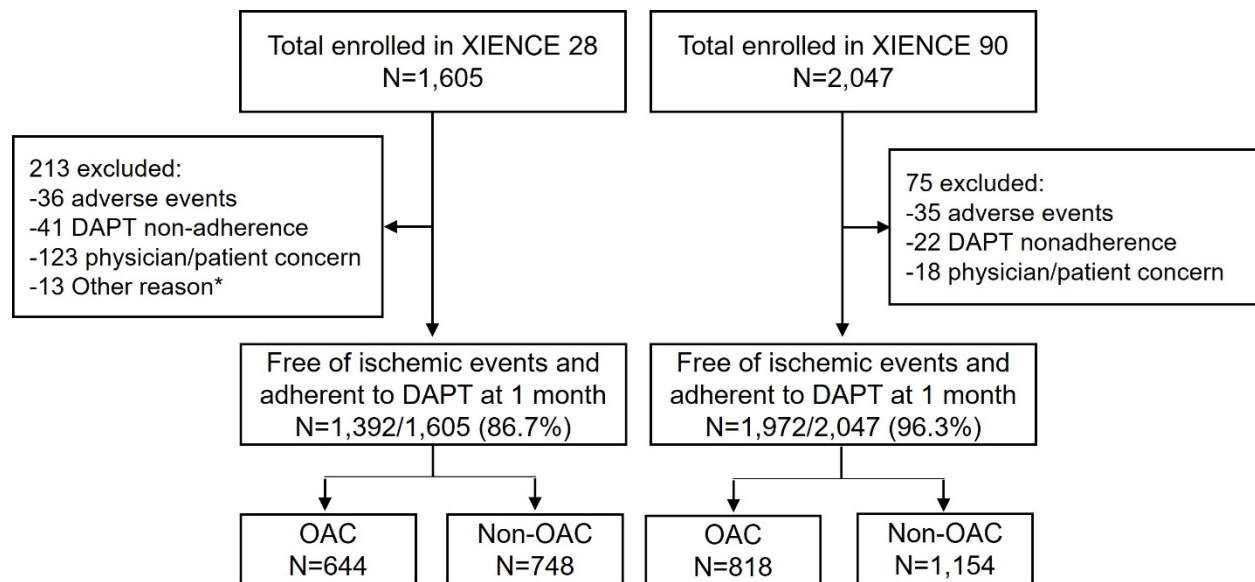 Total enrolled in XIENCE 28
N=1,605
Total enrolled in XIENCE 90
N=2,047
213 excluded:
-36 adverse events
-41 DAPT non-adherence
-123 physician/patient concern
-13 Other reason*
75 excluded:
-35 adverse events
-22 DAPT nonadherence
-18 physician/patient concern
Free of ischemic events and
adherent to DAPT at 1 month
N=1,392/1,605 (86.7%)
Free of ischemic events and
adherent to DAPT at 1 month
N=1,972/2,047 (96.3%)
OAC
N=644
Non-OAC
N=748
OAC
N=818
Non-OAC
N=1,154